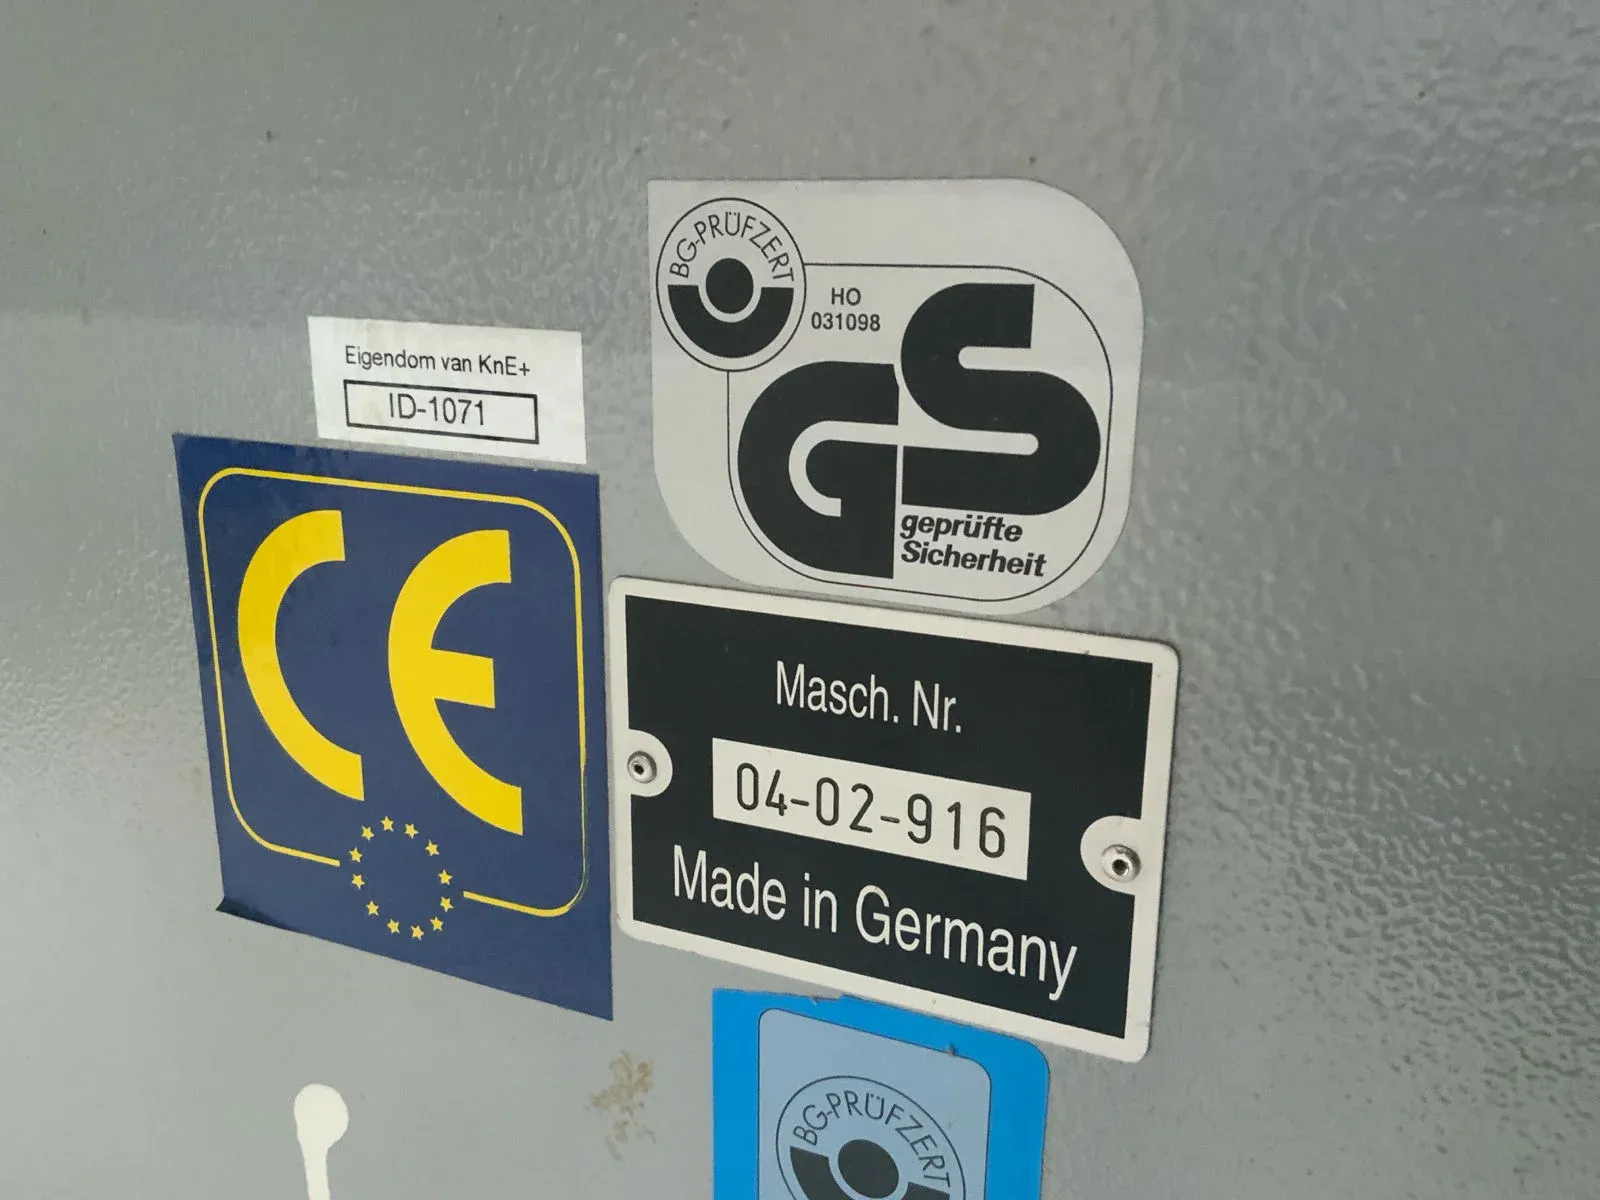 BG-PRÜFZERT
HO
031098
GS
geprüfte
Sicherheit
Eigendom van KnE+
ID-1071
CE
Masch. Nr.
04-02-916
Made in Germany
BG-PRÜFZERT